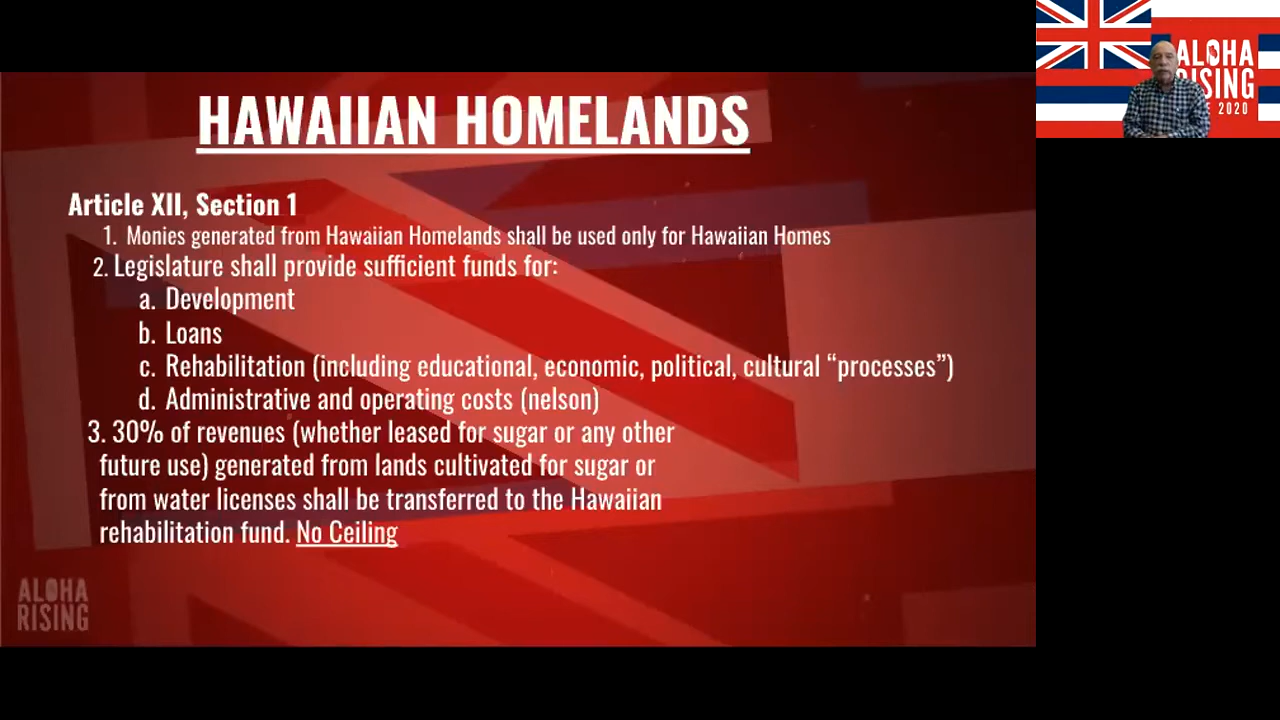 HAWAIIAN HOMELANDS
Article XII, Section 1
1. Monies generated from Hawaiian Homelands shall be used only for Hawaiian Homes
2. Legislature shall provide sufficient funds for:
a. Development
b. Loans
c. Rehabilitation (including educational, economic, political, cultural “processes”)
d. Administrative and operating costs (nelson)
3. 30% of revenues (whether leased for sugar or any other
future use) generated from lands cultivated for sugar or
from water licenses shall be transferred to the Hawaiian
rehabilitation fund. No Ceiling
ALOHA
RISING
ALOHA
SING
2020